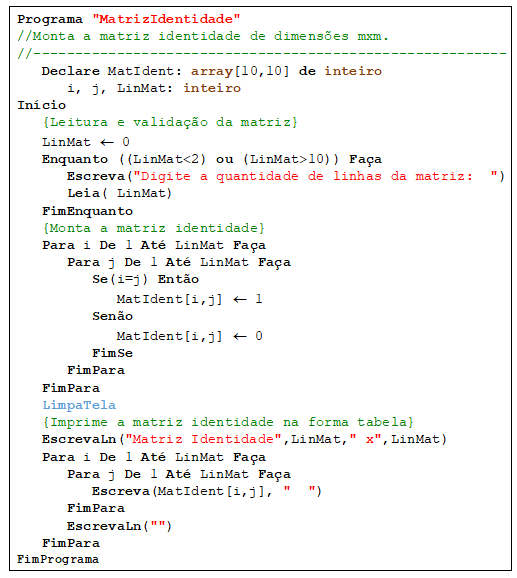 Programa "MatrizIdentidade"
//Monta a matriz identidade de dimensões mxm.
//--------------------------------------------------------
Declare MatIdent: array[10,10] de inteiro
i, j, LinMat: inteiro
Início
{Leitura e validação da matriz}
LinMat ← 0
Enquanto ((LinMat<2) ou (LinMat>10)) Faça
Escreva("Digite a quantidade de linhas da matriz:  ")
Leia( LinMat)
FimEnquanto
{Monta a matriz identidade}
Para i De 1 Até LinMat Faça
Para j De 1 Até LinMat Faça
Se(i=j) Então
MatIdent[i,j] ← 1
Senão
MatIdent[i,j] ← 0
FimSe
FimPara
FimPara
LimpaTela
{Imprime a matriz identidade na forma tabela}
EscrevaLn("Matriz Identidade",LinMat," x",LinMat)
Para i De 1 Até LinMat Faça
Para j De 1 Até LinMat Faça
Escreva(MatIdent[i,j], "  ")
FimPara
EscrevaLn("")
FimPara
FimPrograma